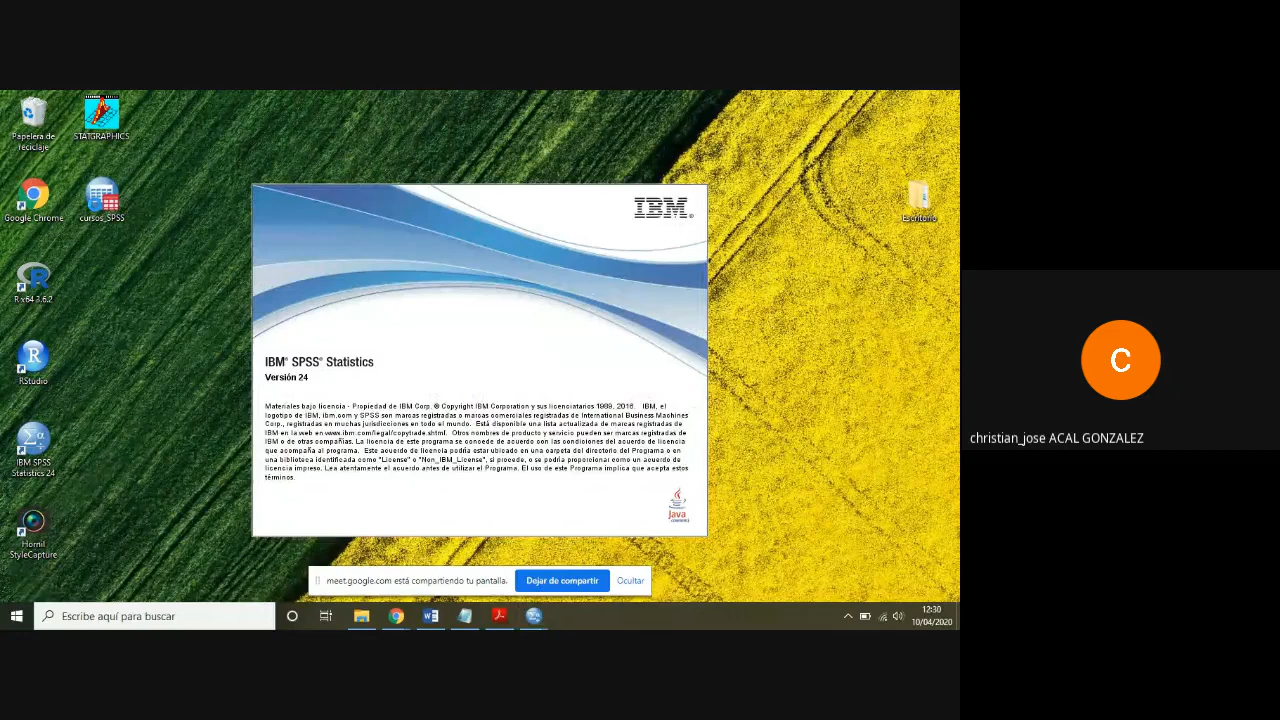 Papelera de
reciclaje
STATGRAPHICS
Google Chrome
cursos_SPSS
Escritorio
R x64 3.6.2
RStudio
IBM SPSS
Statistics 24
Hornil
StyleCapture
IBM®
IBM® SPSS® Statistics
Versión 24
Materiales bajo licencia - Propiedad de IBM Corp. © Copyright IBM Corporation y sus licenciatarios 1989, 2016. IBM, el
logotipo de IBM, ibm.com y SPSS son marcas registradas o marcas comerciales registradas de International Business Machines
Corp., registradas en muchas jurisdicciones en todo el mundo. Está disponible una lista actualizada de marcas registradas de
IBM en la web en www.ibm.com/legal/copytrade.shtml. Otros nombres de producto y servicio pueden ser marcas registradas de
IBM o de otras compañías. La licencia de este programa se concede de acuerdo con las condiciones del acuerdo de licencia
que acompaña al programa. Este acuerdo de licencia podría estar ubicado en una carpeta del directorio del Programa o en
una biblioteca identificada como "License" o "Non_IBM_License", si procede, o se podría proporcionar como un acuerdo de
licencia impreso. Lea atentamente el acuerdo antes de utilizar el Programa. El uso de este Programa implica que acepta estos
términos.
Java
meet.google.com está compartiendo tu pantalla.
Dejar de compartir
Ocultar
Escribe aquí para buscar
12:30
10/04/2020
C
christian_jose ACAL GONZALEZ